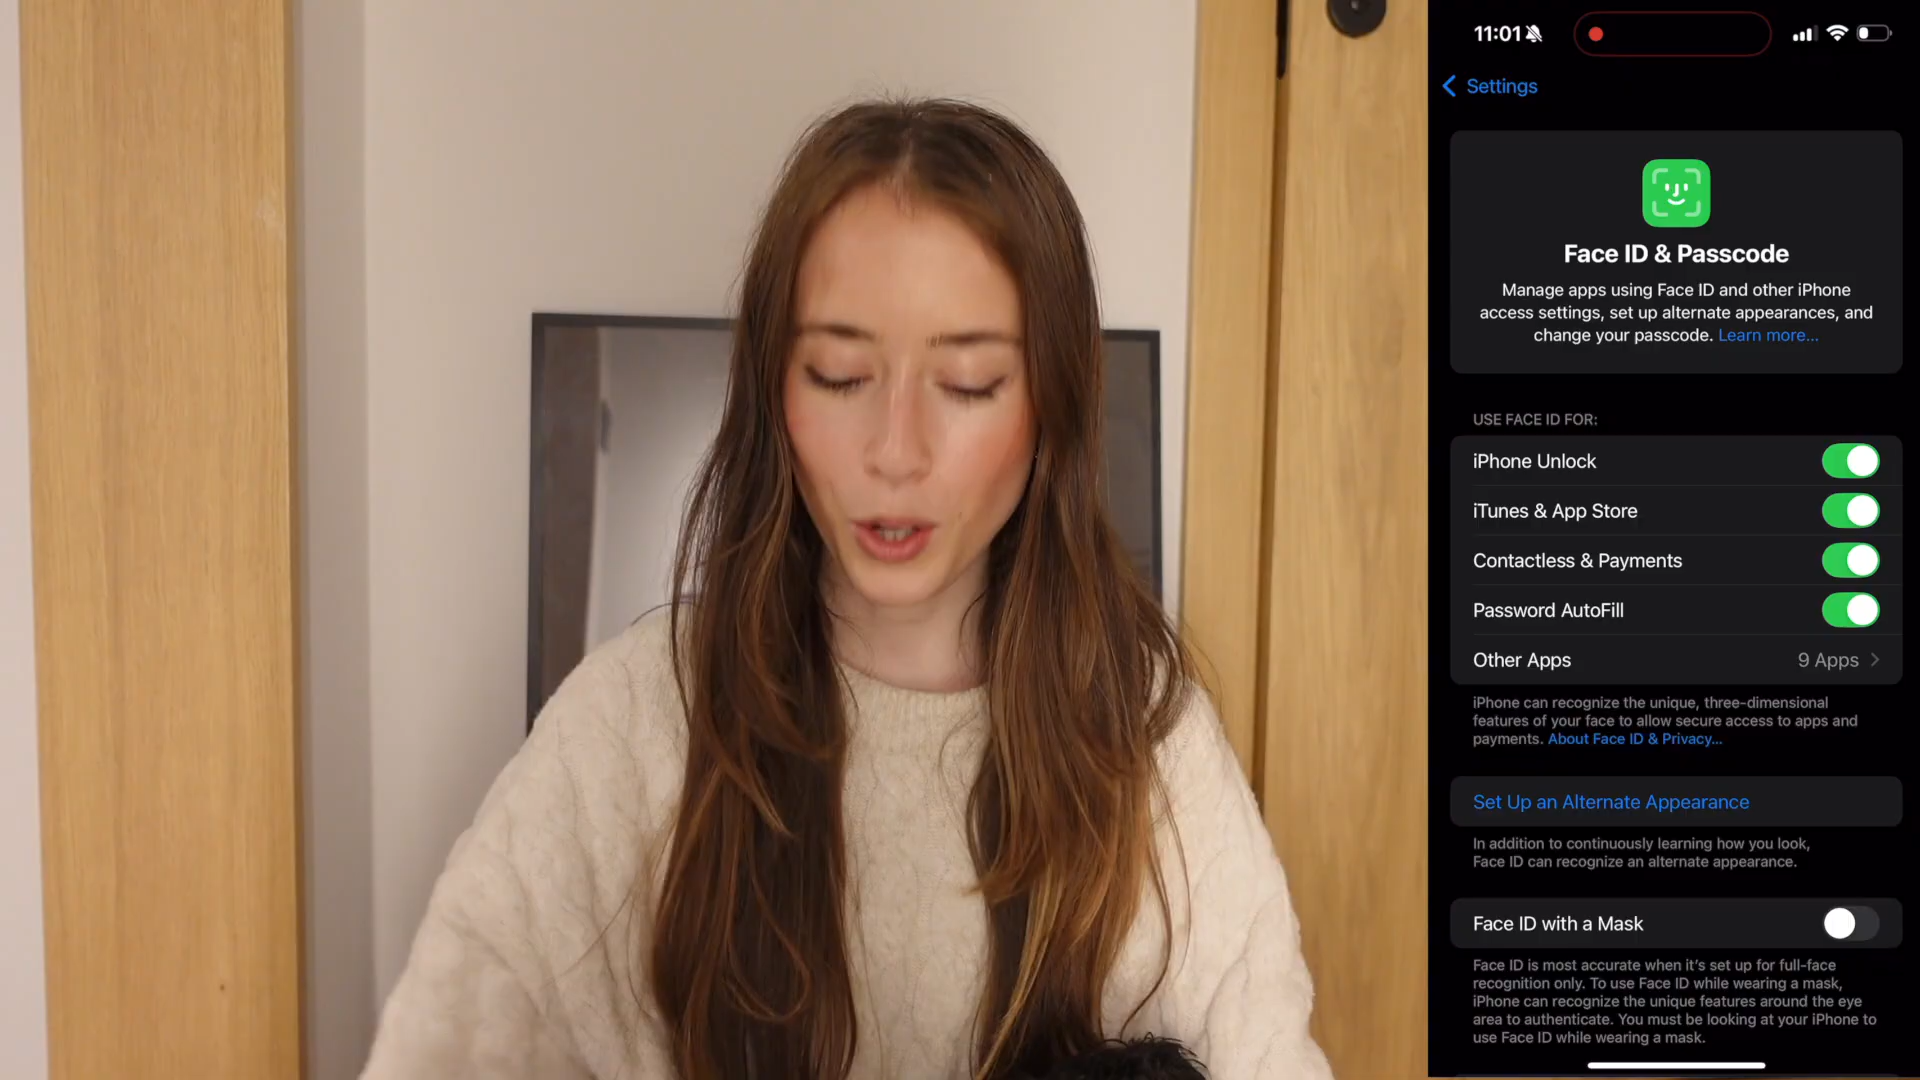 11:01
Settings
Face ID & Passcode
Manage apps using Face ID and other iPhone
access settings, set up alternate appearances, and
change your passcode. Learn more...
USE FACE ID FOR:
iPhone Unlock
iTunes & App Store
Contactless & Payments
Password AutoFill
Other Apps 9 Apps
iPhone can recognize the unique, three-dimensional
features of your face to allow secure access to apps and
payments. About Face ID & Privacy...
Set Up an Alternate Appearance
In addition to continuously learning how you look,
Face ID can recognize an alternate appearance.
Face ID with a Mask
Face ID is most accurate when it's set up for full-face
recognition only. To use Face ID while wearing a mask,
iPhone can recognize the unique features around the eye
area to authenticate. You must be looking at your iPhone to
use Face ID while wearing a mask.